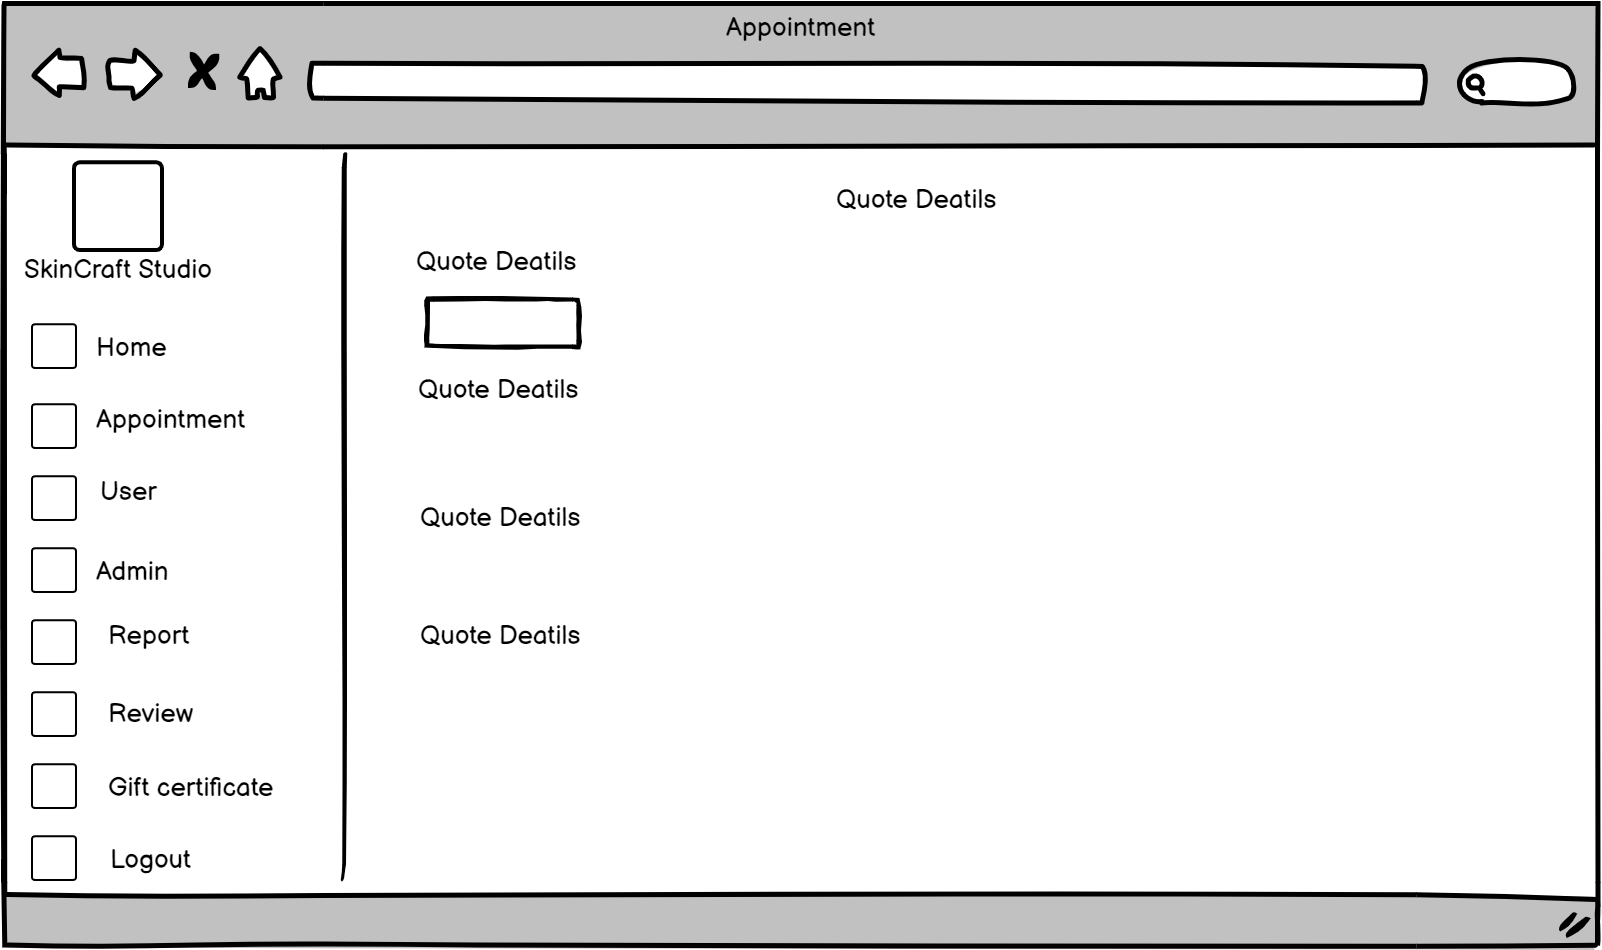 Appointment
SkinCraft Studio
Home
Appointment
User
Admin
Report
Review
Gift certificate
Logout
Quote Deatils
Quote Deatils
Quote Deatils
Quote Deatils
Quote Deatils